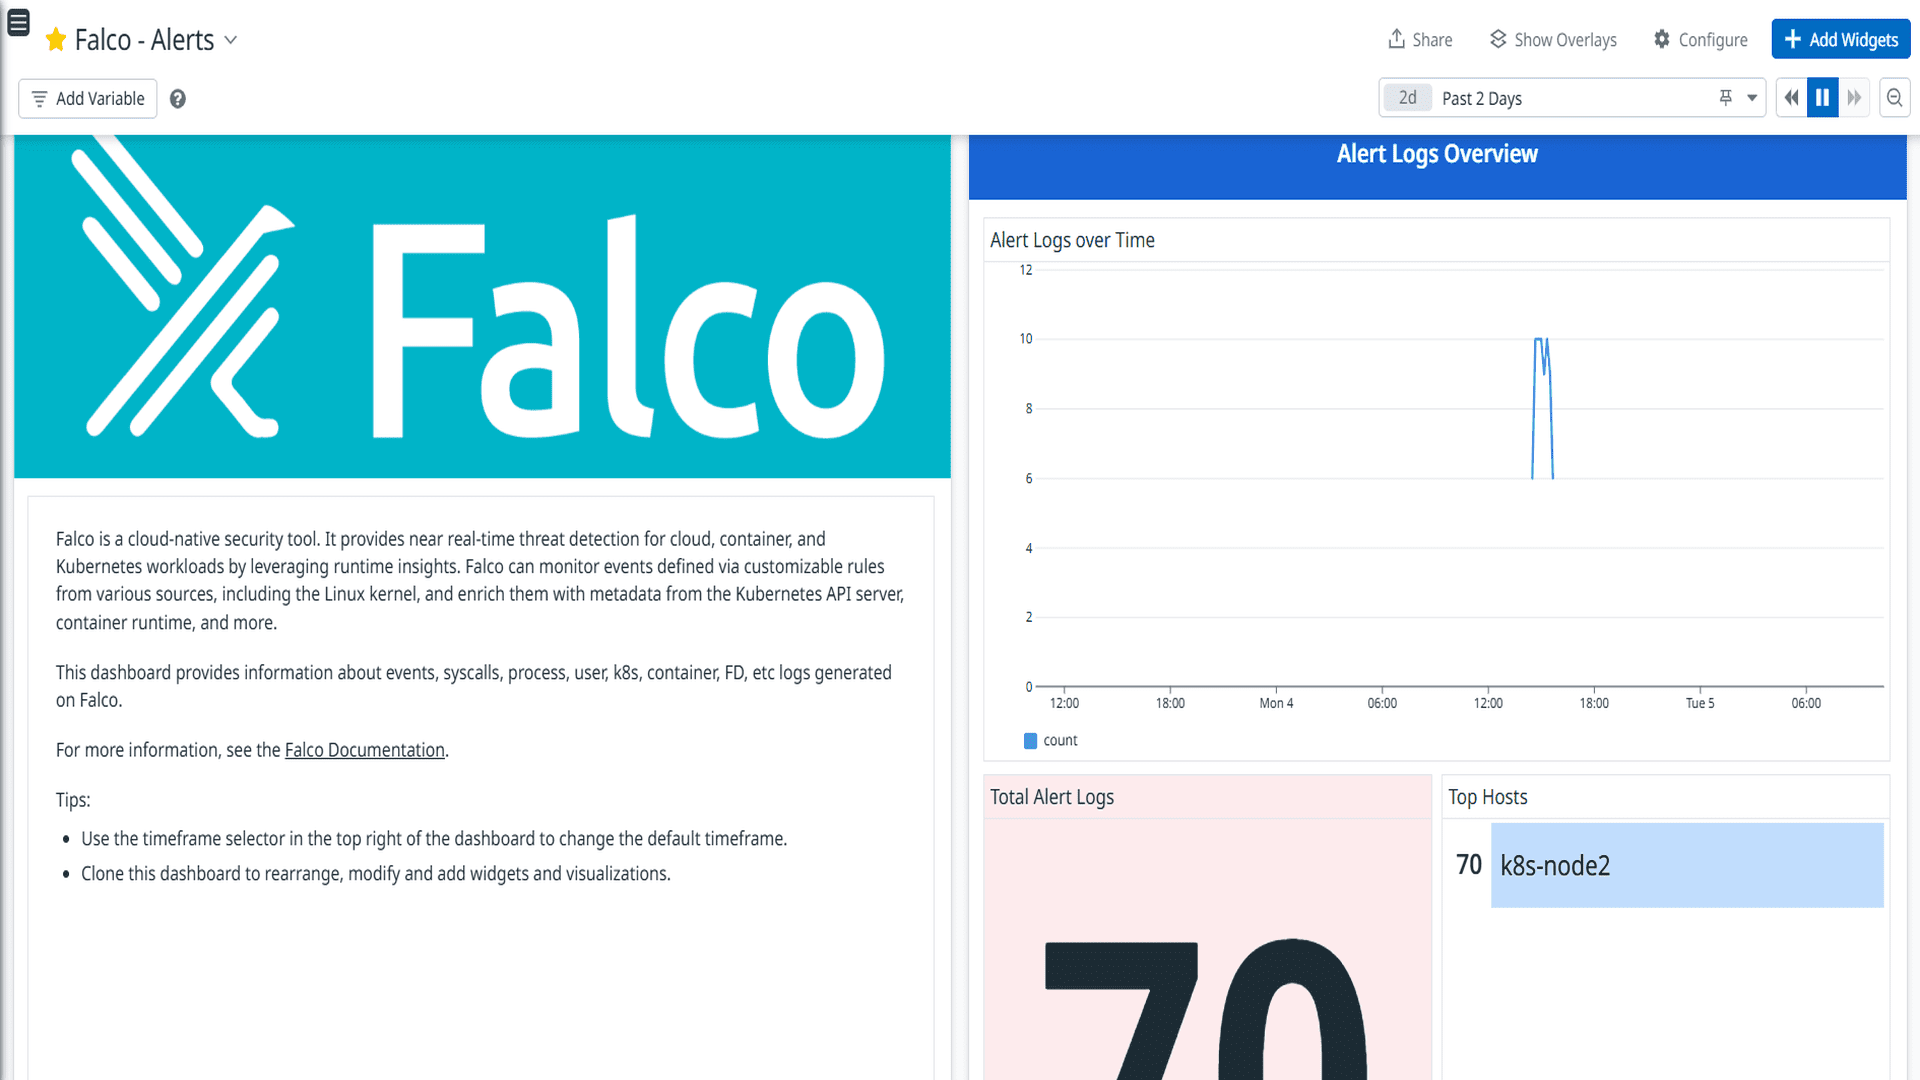 Falco - Alerts
Share
Show Overlays
Configure
Add Widgets
Add Variable
2d
Past 2 Days
Falco
Falco is a cloud-native security tool. It provides near real-time threat detection for cloud, container, and
Kubernetes workloads by leveraging runtime insights. Falco can monitor events defined via customizable rules
from various sources, including the Linux kernel, and enrich them with metadata from the Kubernetes API server,
container runtime, and more.
This dashboard provides information about events, syscalls, process, user, k8s, container, FD, etc logs generated
on Falco.
For more information, see the Falco Documentation.
Tips:
Use the timeframe selector in the top right of the dashboard to change the default timeframe.
Clone this dashboard to rearrange, modify and add widgets and visualizations.
Alert Logs Overview
Alert Logs over Time
12
10
8
6
4
2
0
12:00
18:00
Mon 4
06:00
12:00
18:00
Tue 5
06:00
count
Total Alert Logs
70
Top Hosts
70
k8s-node2